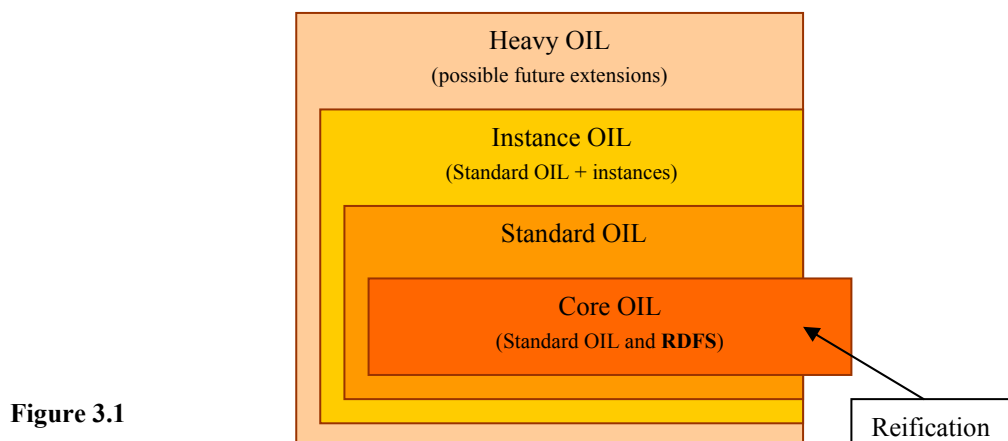 Heavy OIL
(possible future extensions)
Instance OIL
(Standard OIL + instances)
Standard OIL
Core OIL
(Standard OIL and RDFS)
Figure 3.1
Reification